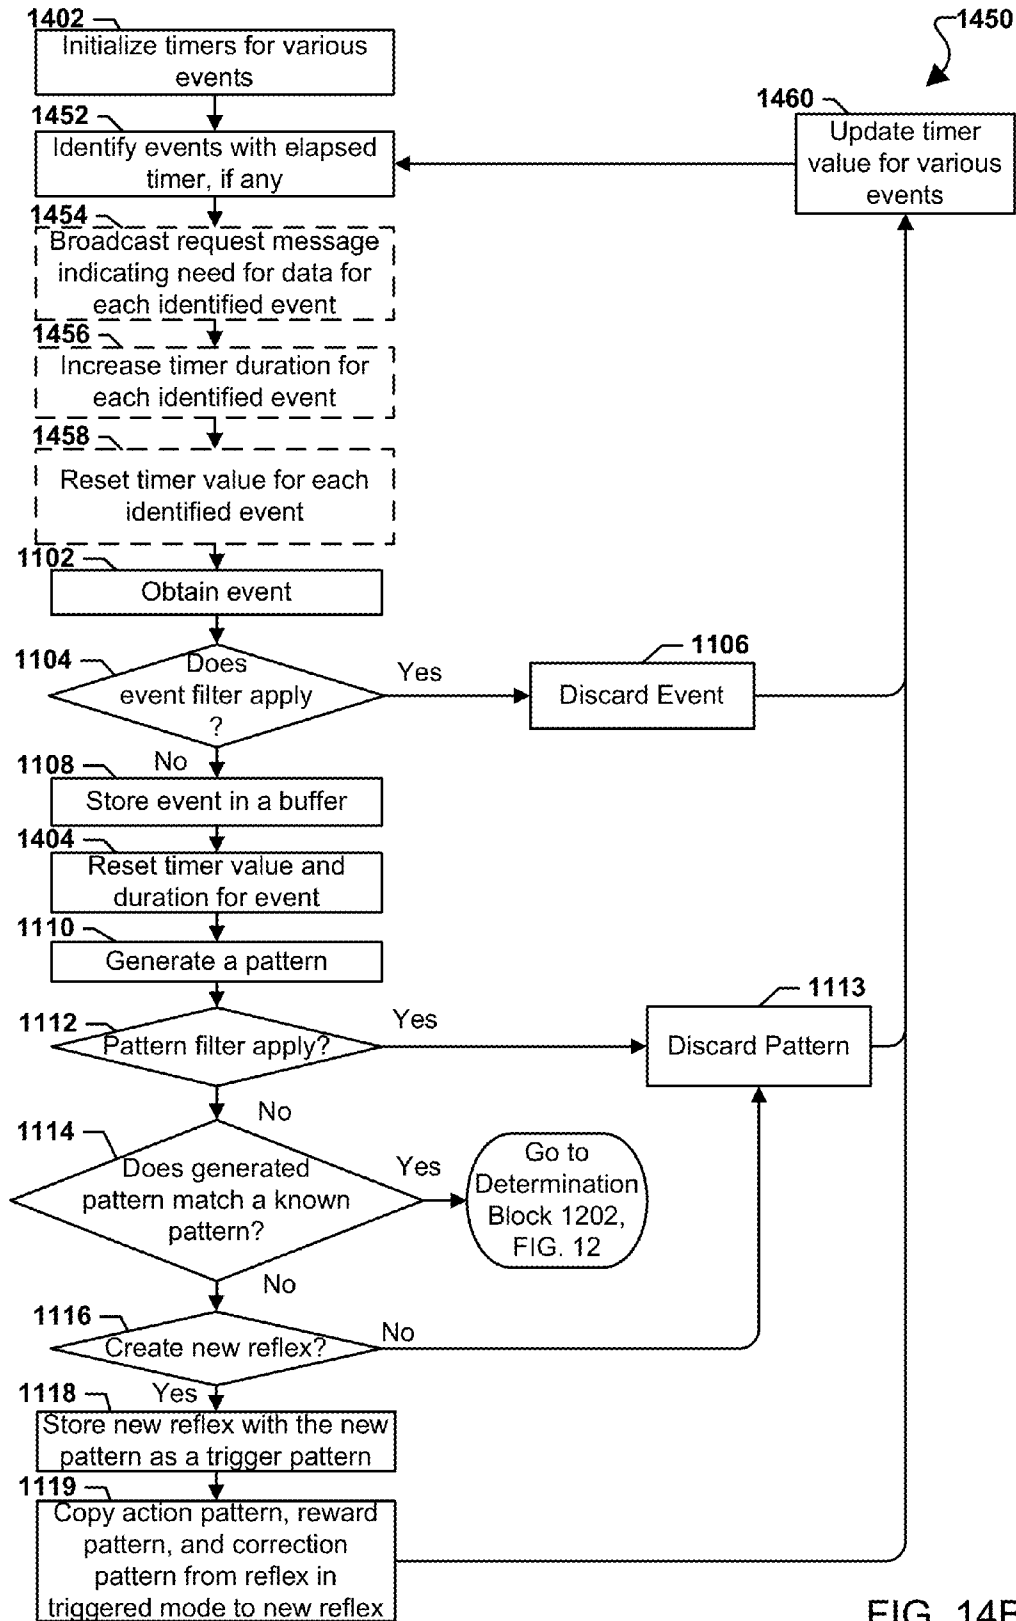 1402
Initialize timers for various
events
1450
1452
Identify events with elapsed
timer, if any
1460
Update timer
value for various
events
1454
Broadcast request message
indicating need for data for
each identified event
1456
Increase timer duration for
each identified event
1458
Reset timer value for each
identified event
1102
Obtain event
1104
Does
event filter apply
?
Yes
1106
Discard Event
No
1108
Store event in a buffer
1404
Reset timer value and
duration for event
1110
Generate a pattern
1112
Pattern filter apply?
Yes
1113
Discard Pattern
No
1114
Does generated
pattern match a known
pattern?
Yes
Go to
Determination
Block 1202,
FIG. 12
No
1116
Create new reflex?
No
Yes
1118
Store new reflex with the new
pattern as a trigger pattern
1119
Copy action pattern, reward
pattern, and correction
pattern from reflex in
triggered mode to new reflex
FIG. 14B